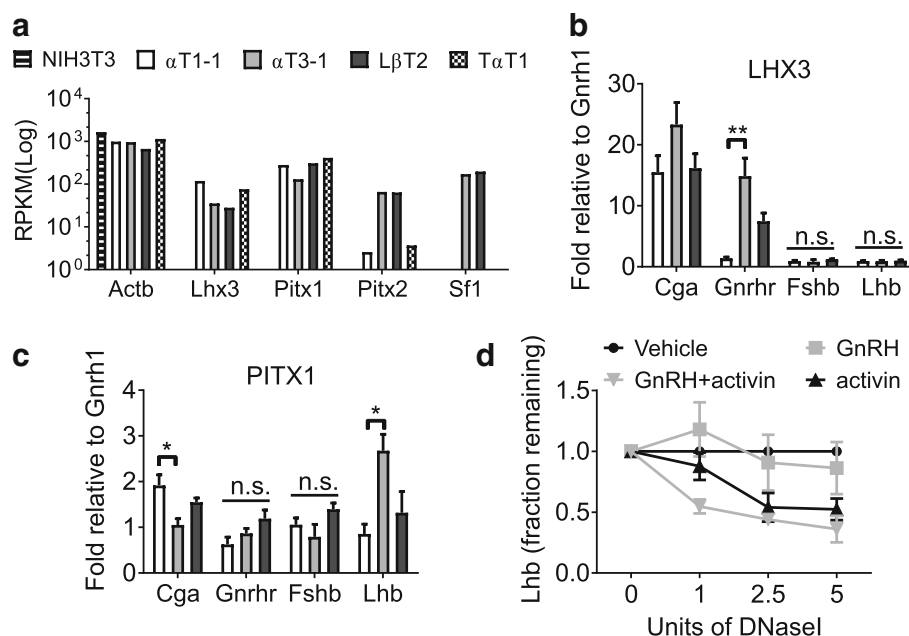 a
NIH3T3 αT1-1 αT3-1 LβT2 TαT1
RPKM(Log)
10⁴
10³
10²
10¹
10⁰
Actb Lhx3 Pitx1 Pitx2 Sf1
b
LHX3
Fold relative to Gnrh1
30
20
10
0
**
n.s. n.s.
Cga Gnrhr Fshb Lhb
c
PITX1
Fold relative to Gnrh1
4
3
2
1
0
* n.s. n.s. *
Cga Gnrhr Fshb Lhb
d
Vehicle GnRH
GnRH+activin activin
Lhb (fraction remaining)
1.5
1.0
0.5
0.0
0 1 2.5 5
Units of DNaseI